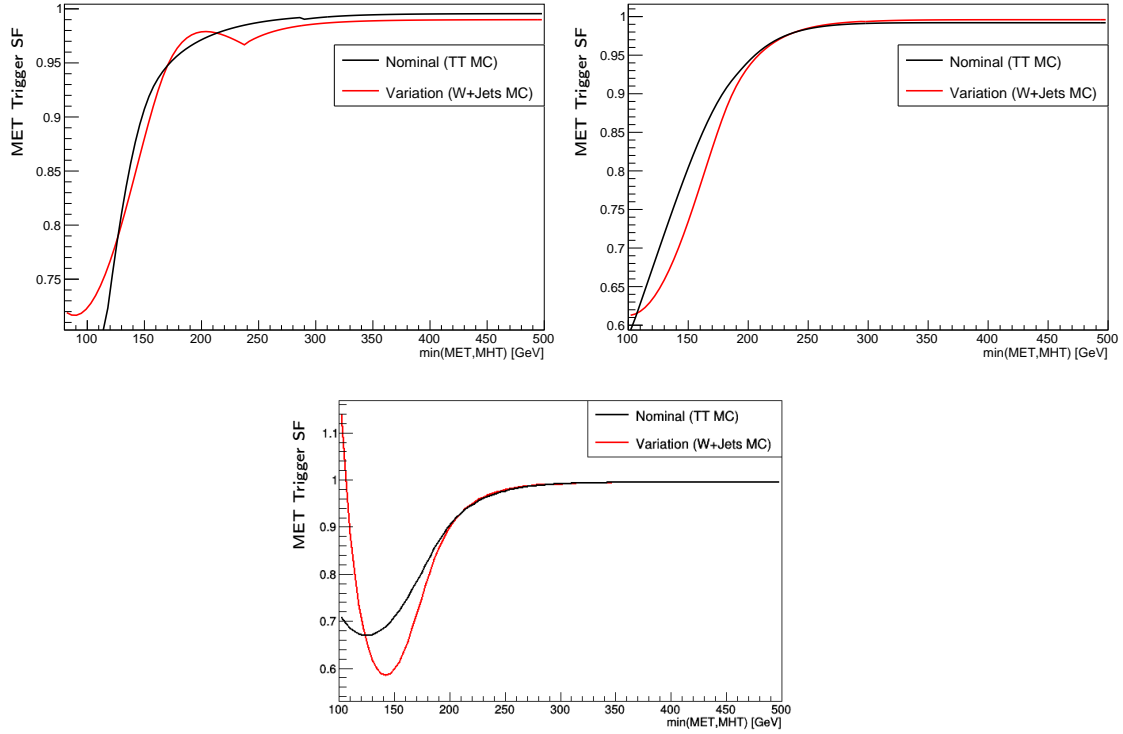 MET Trigger SF
1
0.95
0.9
0.85
0.8
0.75
Nominal (TT MC)
Variation (W+Jets MC)
100 150 200 250 300 350 400 450 500
min(MET,MHT) [GeV]
MET Trigger SF
1
0.95
0.9
0.85
0.8
0.75
0.7
0.65
0.6
Nominal (TT MC)
Variation (W+Jets MC)
100 150 200 250 300 350 400 450 500
min(MET,MHT) [GeV]
MET Trigger SF
1.1
1
0.9
0.8
0.7
0.6
Nominal (TT MC)
Variation (W+Jets MC)
100 150 200 250 300 350 400 450 500
min(MET,MHT) [GeV]